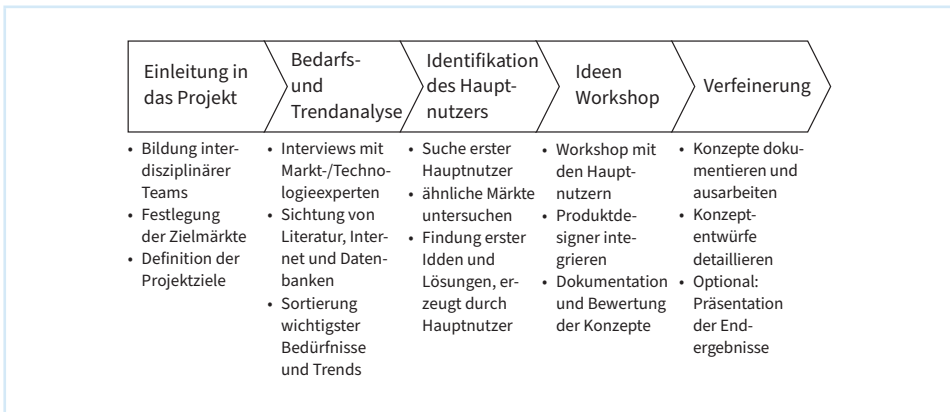 Einleitung in
das Projekt
Bedarfs-
und
Trendanalyse
Identifikation
des Haupt-
nutzers
Ideen
Workshop
Verfeinerung
• Bildung inter-
disziplinärer
Teams
• Festlegung
der Zielmärkte
• Definition der
Projektziele
• Interviews mit
Markt-/Techno-
logieexperten
• Sichtung von
Literatur, Inter-
net und Daten-
banken
• Sortierung
wichtigster
Bedürfnisse
und Trends
• Suche erster
Hauptnutzer
• ähnliche Märkte
untersuchen
• Findung erster
Idden und
Lösungen, er-
zeugt durch
Hauptnutzer
• Workshop mit
den Haupt-
nutzern
• Produktde-
signer inte-
grieren
• Dokumentation
und Bewertung
der Konzepte
• Konzepte doku-
mentieren und
ausarbeiten
• Konzept-
entwürfe
detaillieren
• Optional:
Präsentation
der End-
ergebnisse